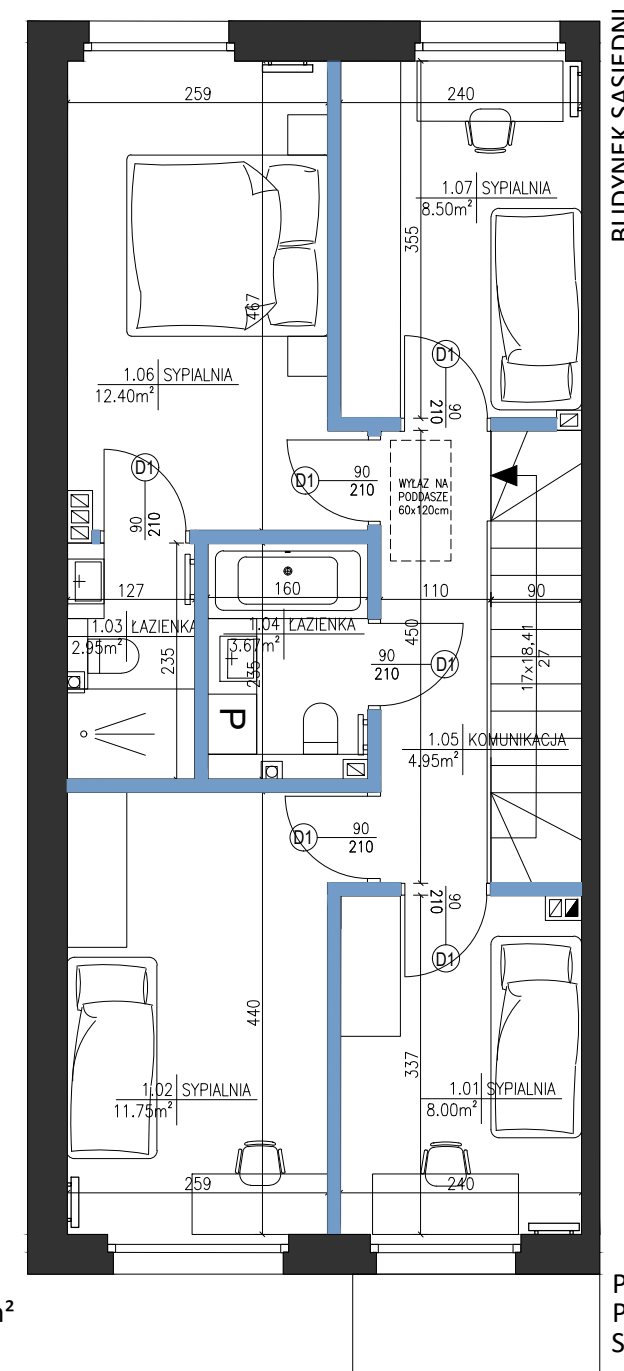 BUDYNEK SĄSIEDNI
259
240
1.07 SYPIALNIA
8.50m²
355
467
1.06 SYPIALNIA
12.40m²
D1
90
210
D1
90
210
D1
90
210
WYŁAZ NA
PODDASZE
60x120cm
127
160
110
90
1.03 ŁAZIENKA
2.95m²
235
1.04 ŁAZIENKA
3.67m²
235
450
17x18,41
27
90
210
D1
P
1.05 KOMUNIKACJA
4.95m²
D1
90
210
90
210
D1
440
337
1.02 SYPIALNIA
11.75m²
1.01 SYPIALNIA
8.00m²
259
240
m²
P
P
S